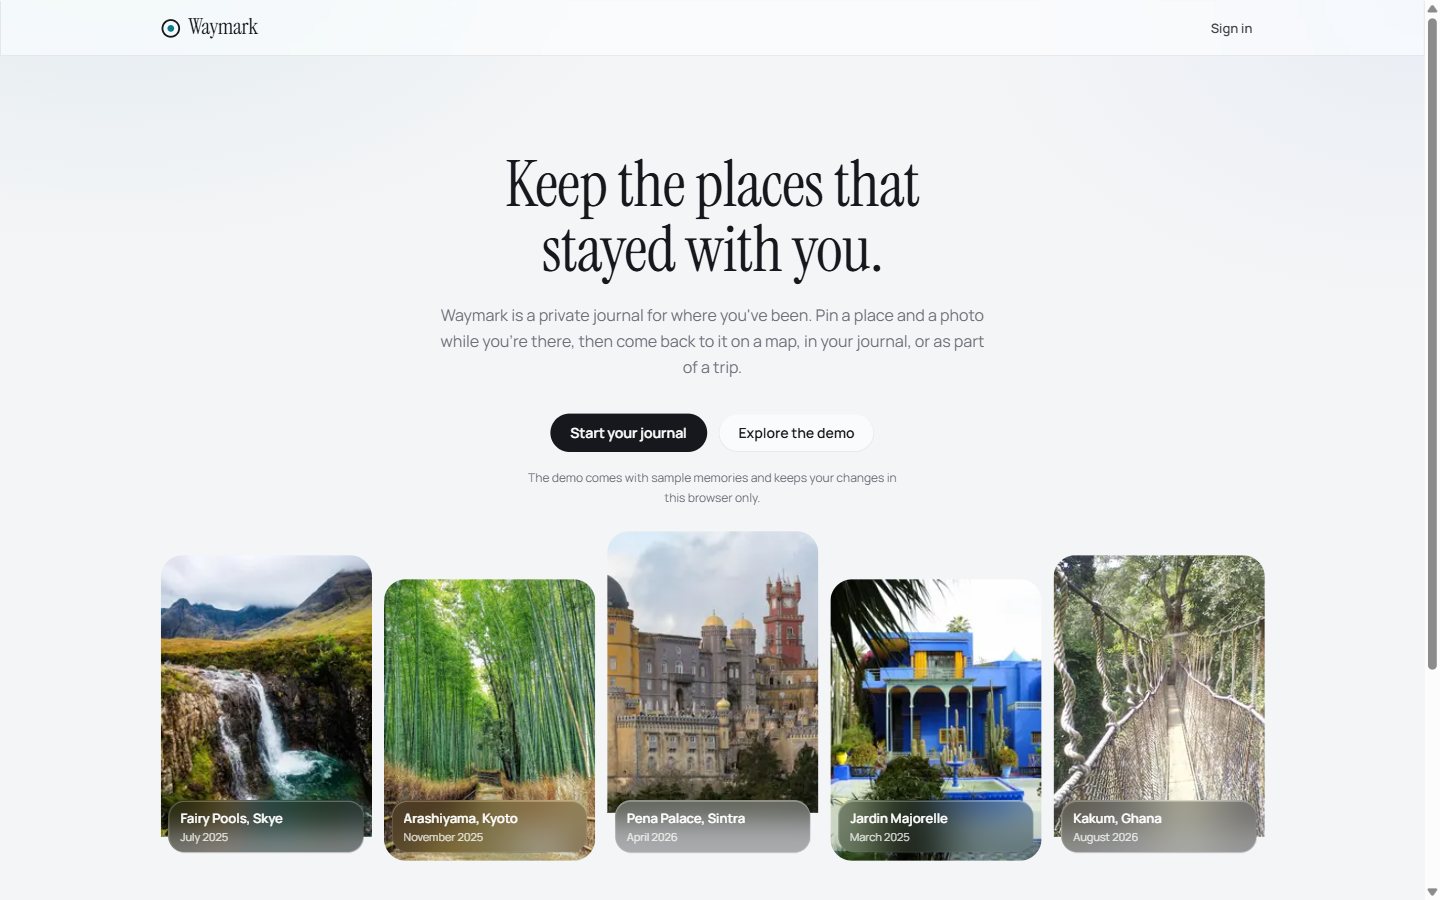 Waymark
Sign in
Keep the places that
stayed with you.
Waymark is a private journal for where you've been. Pin a place and a photo
while you're there, then come back to it on a map, in your journal, or as part
of a trip.
Start your journal
Explore the demo
The demo comes with sample memories and keeps your changes in
this browser only.
Fairy Pools, Skye
July 2025
Arashiyama, Kyoto
November 2025
Pena Palace, Sintra
April 2026
Jardin Majorelle
March 2025
Kakum, Ghana
August 2026